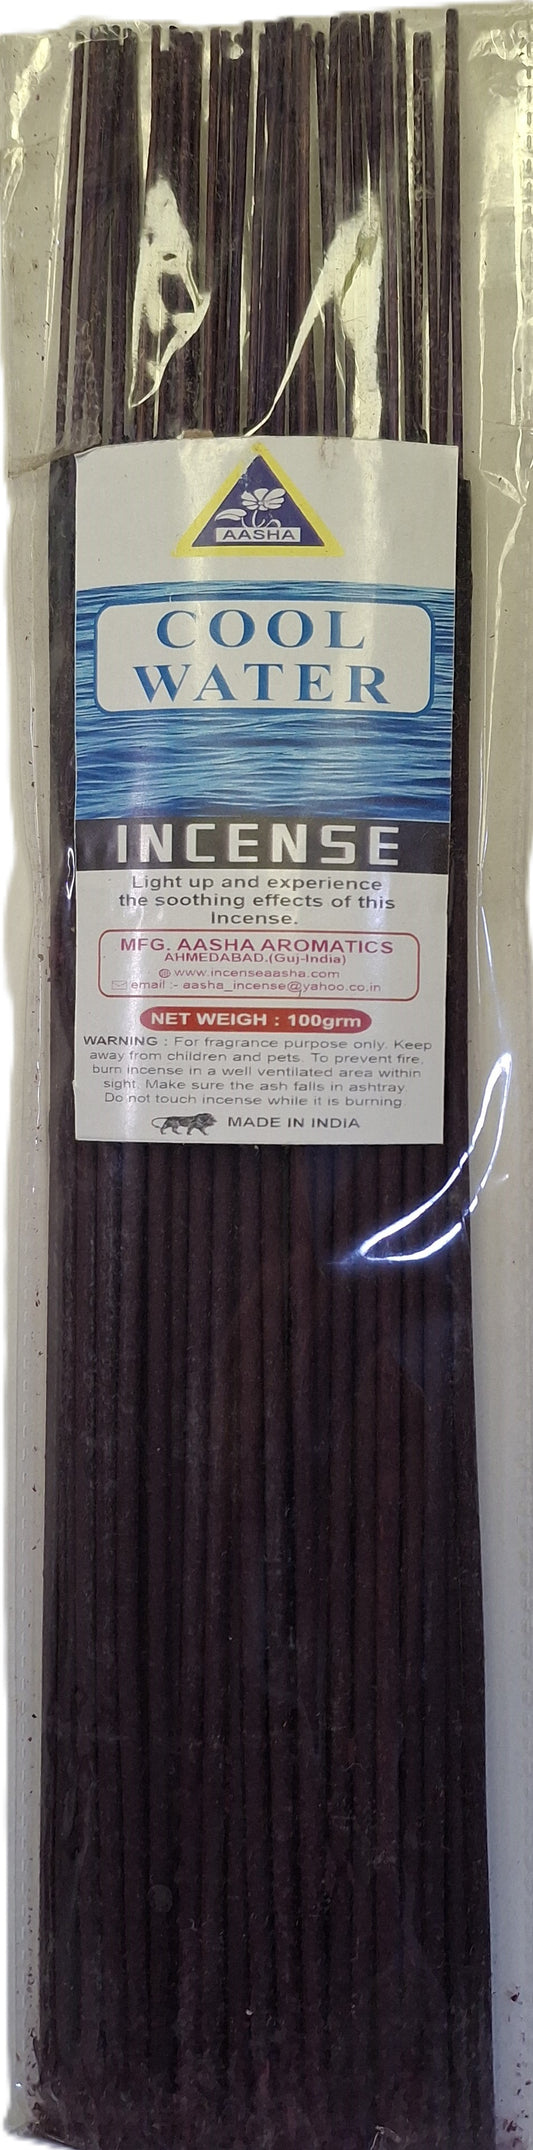 AASHA
COOL
WATER
INCENSE
Light up and experience
the soothing effects of this
Incense.
MFG. AASHA AROMATICS
AHMEDABAD.(Guj-India)
www.incenseaasha.com
email :- aasha_incense@yahoo.co.in
NET WEIGH : 100grm
WARNING : For fragrance purpose only. Keep
away from children and pets. To prevent fire,
burn incense in a well ventilated area within
sight. Make sure the ash falls in ashtray.
Do not touch incense while it is burning.
MADE IN INDIA